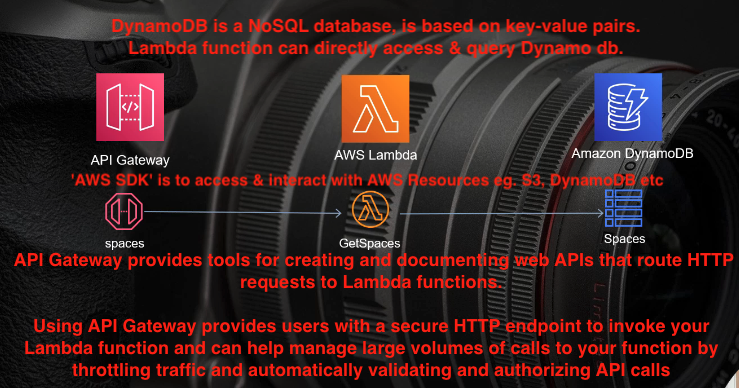 DynamoDB is a NoSQL database, is based on key-value pairs.
Lambda function can directly access & query Dynamo db.
API Gateway
AWS Lambda
Amazon DynamoDB
'AWS SDK' is to access & interact with AWS Resources eg. S3, DynamoDB etc
spaces
GetSpaces
Spaces
API Gateway provides tools for creating and documenting web APIs that route HTTP
requests to Lambda functions.
Using API Gateway provides users with a secure HTTP endpoint to invoke your
Lambda function and can help manage large volumes of calls to your function by
throttling traffic and automatically validating and authorizing API calls